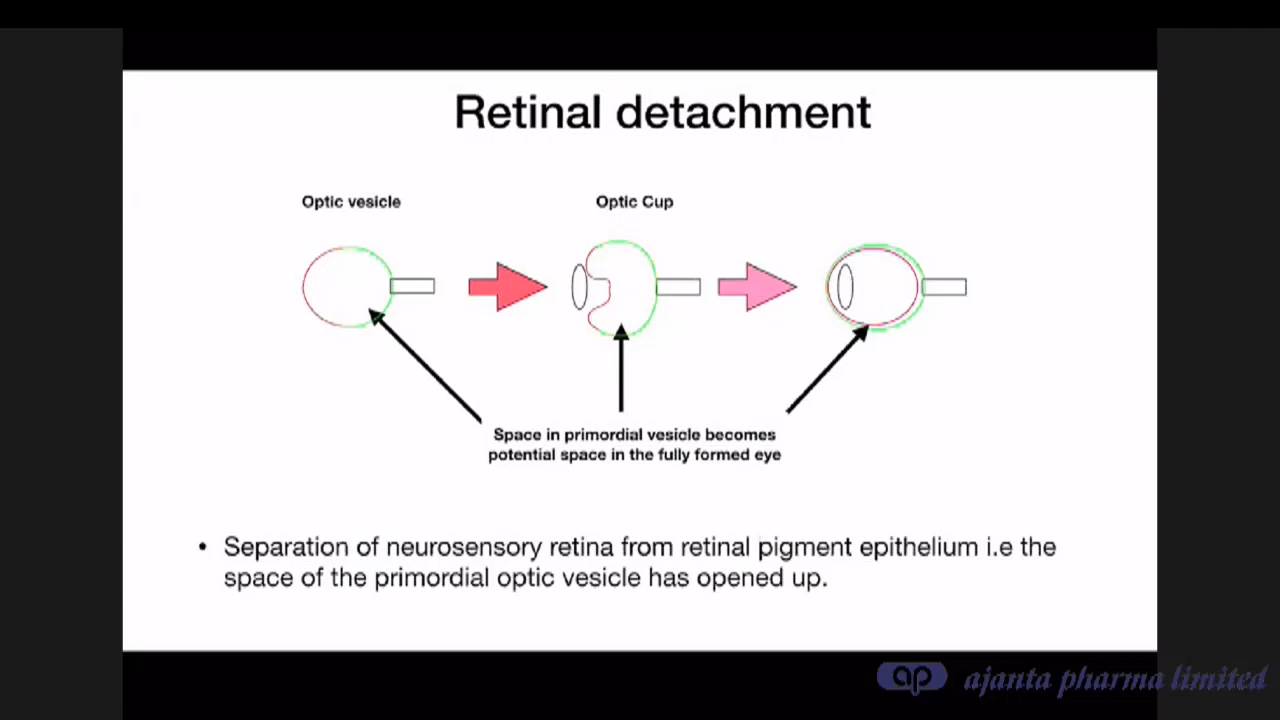 Retinal detachment
Optic vesicle
Optic Cup
Space in primordial vesicle becomes
potential space in the fully formed eye
• Separation of neurosensory retina from retinal pigment epithelium i.e the
space of the primordial optic vesicle has opened up.
ap ajanta pharma limited